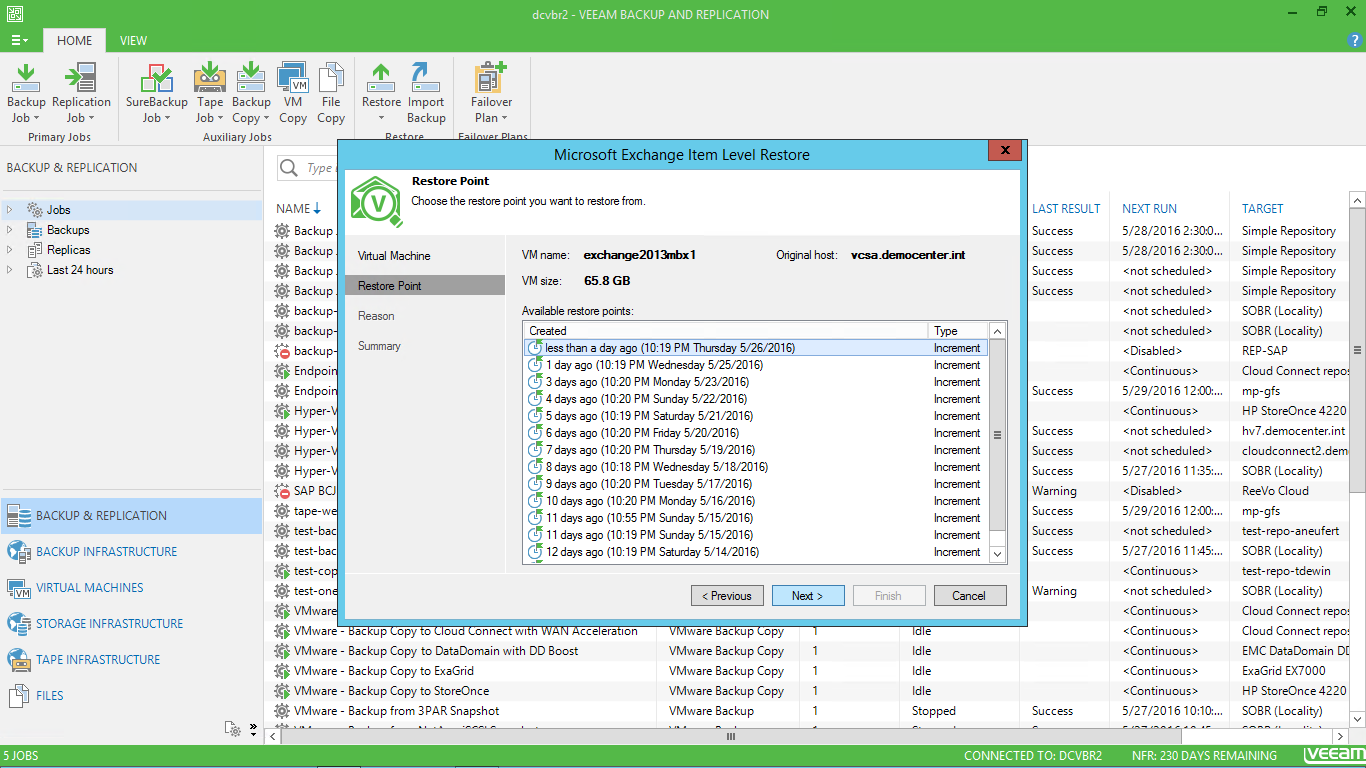 dcvbr2 - VEEAM BACKUP AND REPLICATION
HOME VIEW
Backup Job
Replication Job
SureBackup Job
Tape Job
Backup Copy
VM Copy
File Copy
Restore
Import Backup
Failover Plan
Primary Jobs
Auxiliary Jobs
Restore
Failover Plans
BACKUP & REPLICATION
Jobs
Backups
Replicas
Last 24 hours
BACKUP & REPLICATION
BACKUP INFRASTRUCTURE
VIRTUAL MACHINES
STORAGE INFRASTRUCTURE
TAPE INFRASTRUCTURE
FILES
Type
NAME LAST RESULT NEXT RUN TARGET
Backup Success 5/28/2016 2:30:0... Simple Repository
Backup Success 5/28/2016 2:30:0... Simple Repository
Backup Success <not scheduled> Simple Repository
Backup Success <not scheduled> Simple Repository
backup- <not scheduled> SOBR (Locality)
backup- <not scheduled> SOBR (Locality)
backup- <Disabled> REP-SAP
Endpoin <Continuous> Cloud Connect repos
Endpoin Success 5/29/2016 12:00:... mp-gfs
Hyper-V <Continuous> HP StoreOnce 4220
Hyper-V Success <not scheduled> hv7.democenter.int
Hyper-V Success <not scheduled> cloudconnect2.dem
Hyper-V Success 5/27/2016 11:35:... SOBR (Locality)
SAP BCJ Warning <Disabled> ReeVo Cloud
tape-we Success 5/29/2016 12:00:... mp-gfs
test-bac Success <not scheduled> test-repo-aneufert
test-bac Success 5/27/2016 11:45:... SOBR (Locality)
test-cop <Continuous> test-repo-tdewin
test-one Warning <not scheduled> SOBR (Locality)
VMware <Continuous> Cloud Connect repos
VMware - Backup Copy to Cloud Connect with WAN Acceleration VMware Backup Copy 1 Idle <Continuous> Cloud Connect repos
VMware - Backup Copy to DataDomain with DD Boost VMware Backup Copy 1 Idle <Continuous> EMC DataDomain DD
VMware - Backup Copy to ExaGrid VMware Backup Copy 1 Idle <Continuous> ExaGrid EX7000
VMware - Backup Copy to StoreOnce VMware Backup Copy 1 Idle <Continuous> HP StoreOnce 4220
VMware - Backup from 3PAR Snapshot VMware Backup 1 Stopped Success 5/27/2016 10:10:... SOBR (Locality)
Microsoft Exchange Item Level Restore
x
Restore Point
Choose the restore point you want to restore from.
Virtual Machine
Restore Point
Reason
Summary
VM name: exchange2013mbx1 Original host: vcsa.democenter.int
VM size: 65.8 GB
Available restore points:
Created Type
less than a day ago (10:19 PM Thursday 5/26/2016) Increment
1 day ago (10:19 PM Wednesday 5/25/2016) Increment
3 days ago (10:20 PM Monday 5/23/2016) Increment
4 days ago (10:20 PM Sunday 5/22/2016) Increment
5 days ago (10:19 PM Saturday 5/21/2016) Increment
6 days ago (10:20 PM Friday 5/20/2016) Increment
7 days ago (10:20 PM Thursday 5/19/2016) Increment
8 days ago (10:18 PM Wednesday 5/18/2016) Increment
9 days ago (10:20 PM Tuesday 5/17/2016) Increment
10 days ago (10:20 PM Monday 5/16/2016) Increment
11 days ago (10:55 PM Sunday 5/15/2016) Increment
11 days ago (10:19 PM Sunday 5/15/2016) Increment
12 days ago (10:19 PM Saturday 5/14/2016) Increment
< Previous Next > Finish Cancel
5 JOBS CONNECTED TO: DCVBR2 NFR: 230 DAYS REMAINING veeam